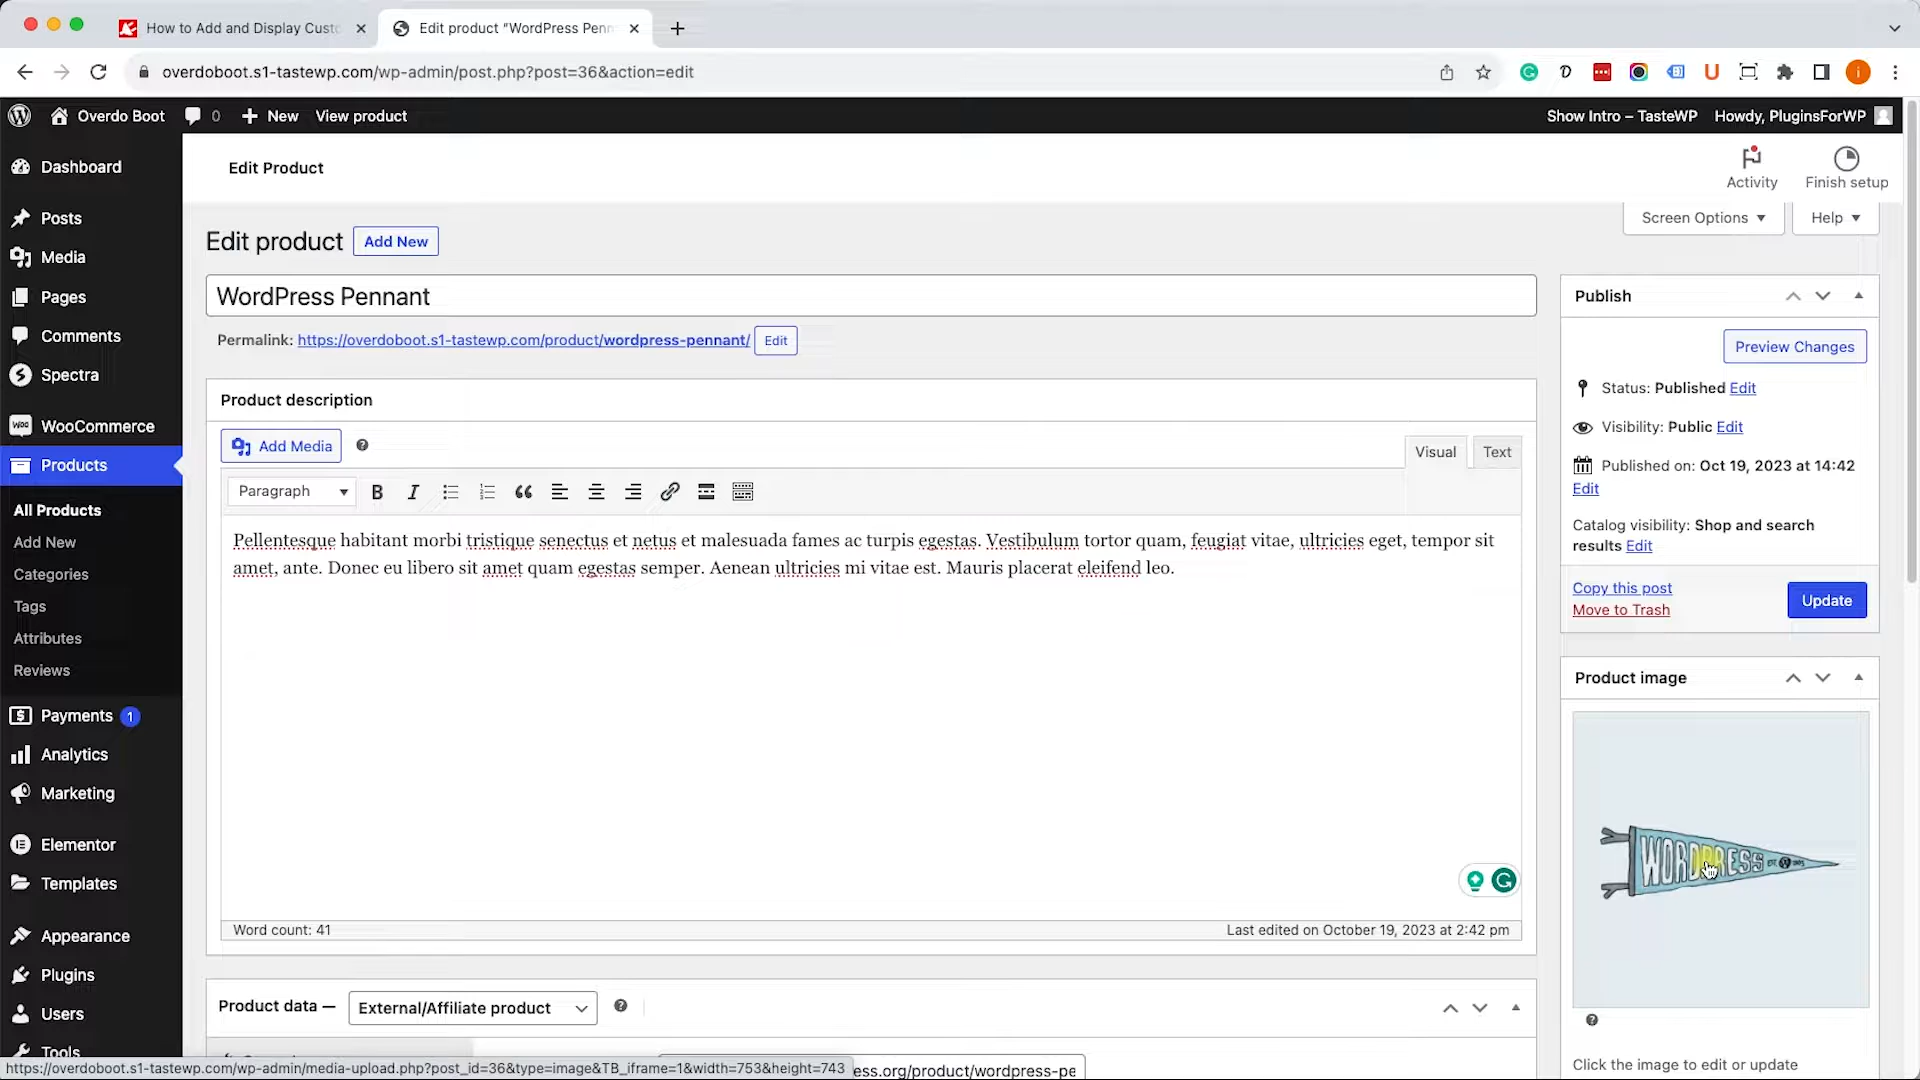 How to Add and Display Custo
Edit product "WordPress Penn
overdoboot.s1-tastewp.com/wp-admin/post.php?post=36&action=edit
Overdo Boot
0
New
View product
Show Intro – TasteWP
Howdy, PluginsForWP
Dashboard
Posts
Media
Pages
Comments
Spectra
WooCommerce
Products
All Products
Add New
Categories
Tags
Attributes
Reviews
Payments 1
Analytics
Marketing
Elementor
Templates
Appearance
Plugins
Users
Tools
Edit Product
Activity
Finish setup
Screen Options
Help
Edit product
Add New
WordPress Pennant
Permalink: https://overdoboot.s1-tastewp.com/product/wordpress-pennant/ Edit
Product description
Add Media
Visual
Text
Paragraph
Pellentesque habitant morbi tristique senectus et netus et malesuada fames ac turpis egestas. Vestibulum tortor quam, feugiat vitae, ultricies eget, tempor sit
amet, ante. Donec eu libero sit amet quam egestas semper. Aenean ultricies mi vitae est. Mauris placerat eleifend leo.
Word count: 41
Last edited on October 19, 2023 at 2:42 pm
Product data —
External/Affiliate product
ess.org/product/wordpress-pe
Publish
Preview Changes
Status: Published Edit
Visibility: Public Edit
Published on: Oct 19, 2023 at 14:42
Edit
Catalog visibility: Shop and search
results Edit
Copy this post
Move to Trash
Update
Product image
WORDPRESS
Click the image to edit or update
https://overdoboot.s1-tastewp.com/wp-admin/media-upload.php?post_id=36&type=image&TB_iframe=1&width=753&height=743